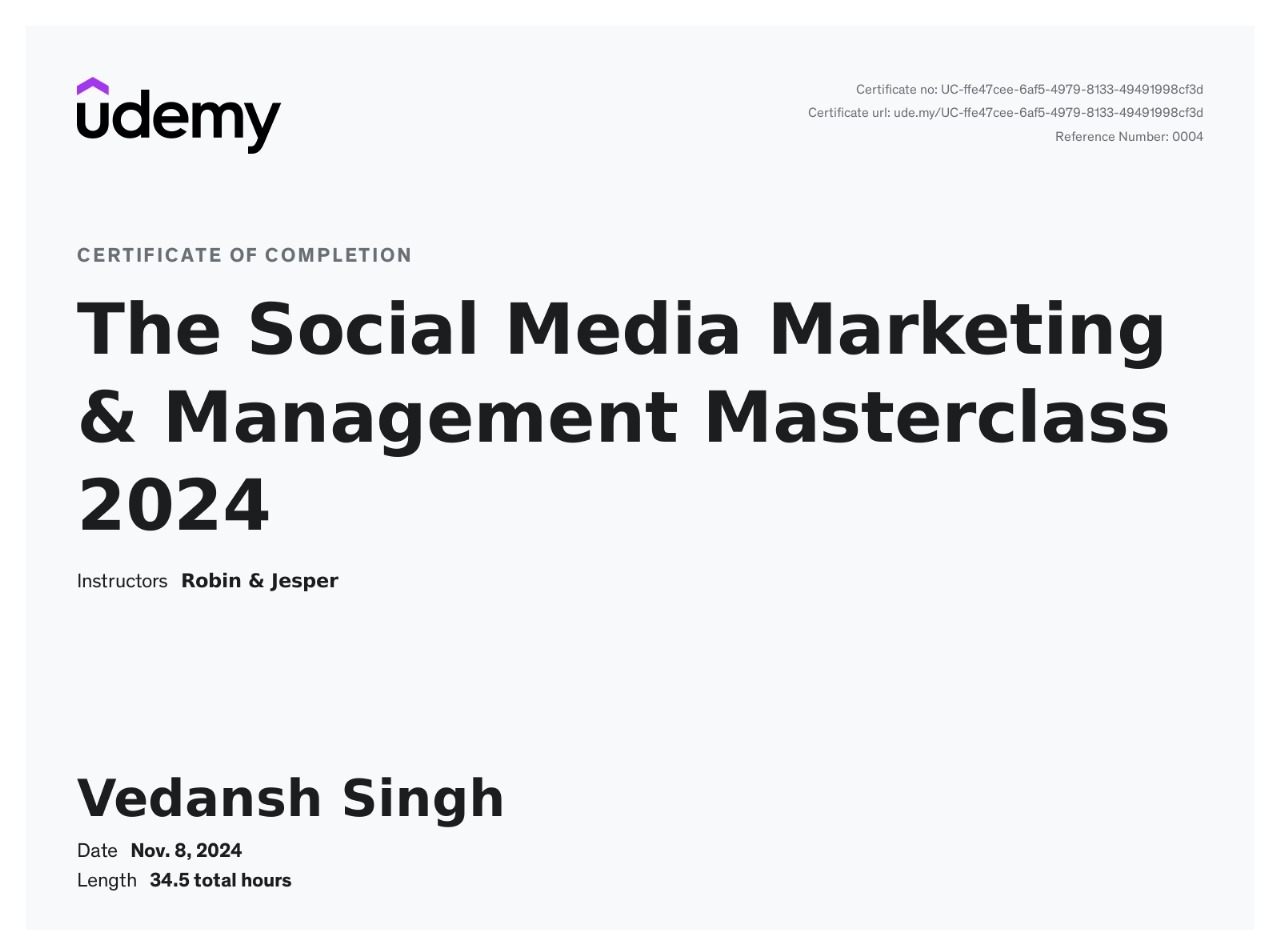 udemy
Certificate no: UC-ffe47cee-6af5-4979-8133-49491998cf3d
Certificate url: ude.my/UC-ffe47cee-6af5-4979-8133-49491998cf3d
Reference Number: 0004
CERTIFICATE OF COMPLETION
The Social Media Marketing
& Management Masterclass
2024
Instructors Robin & Jesper
Vedansh Singh
Date Nov. 8, 2024
Length 34.5 total hours